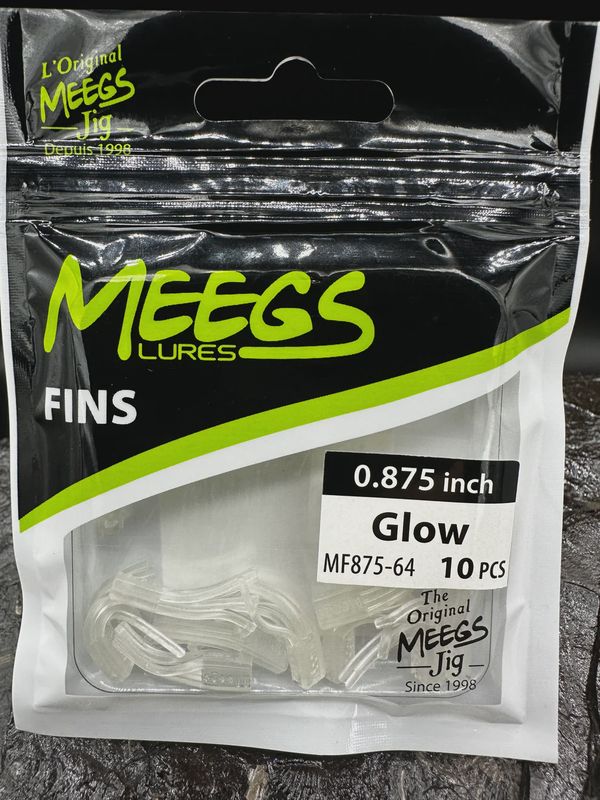 L'Original
MEEGS
Jig
Depuis 1998
MEEGS
LURES
FINS
0.875 inch
Glow
MF875-64 10 PCS
The
Original
MEEGS
Jig
Since 1998